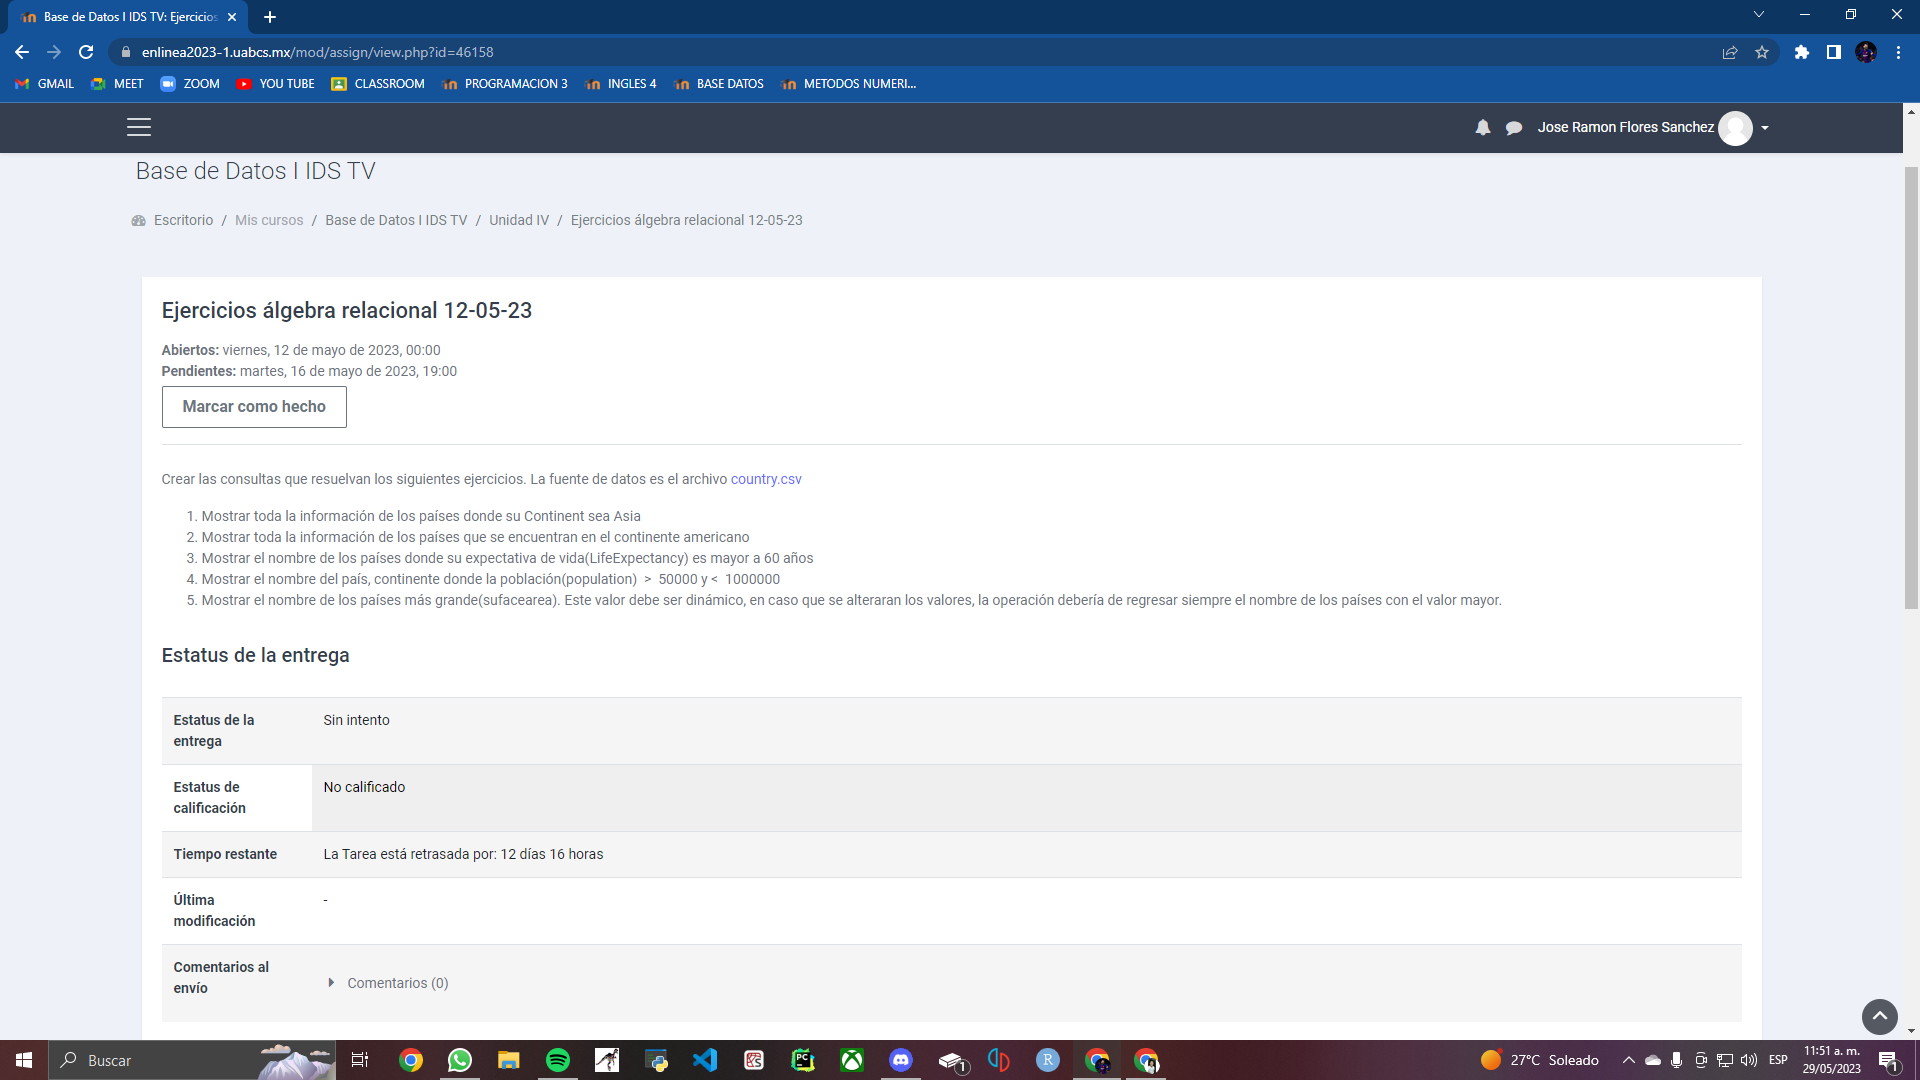 Base de Datos I IDS TV: Ejercicios
enlinea2023-1.uabcs.mx/mod/assign/view.php?id=46158
GMAIL MEET ZOOM YOU TUBE CLASSROOM PROGRAMACION 3 INGLES 4 BASE DATOS METODOS NUMERI...
Jose Ramon Flores Sanchez
Base de Datos I IDS TV
Escritorio / Mis cursos / Base de Datos I IDS TV / Unidad IV / Ejercicios álgebra relacional 12-05-23
Ejercicios álgebra relacional 12-05-23
Abiertos: viernes, 12 de mayo de 2023, 00:00
Pendientes: martes, 16 de mayo de 2023, 19:00
Marcar como hecho
Crear las consultas que resuelvan los siguientes ejercicios. La fuente de datos es el archivo country.csv
1. Mostrar toda la información de los países donde su Continent sea Asia
2. Mostrar toda la información de los países que se encuentran en el continente americano
3. Mostrar el nombre de los países donde su expectativa de vida(LifeExpectancy) es mayor a 60 años
4. Mostrar el nombre del país, continente donde la población(population) > 50000 y < 1000000
5. Mostrar el nombre de los países más grande(sufacearea). Este valor debe ser dinámico, en caso que se alteraran los valores, la operación debería de regresar siempre el nombre de los países con el valor mayor.
Estatus de la entrega
Estatus de la entrega
Sin intento
Estatus de calificación
No calificado
Tiempo restante
La Tarea está retrasada por: 12 días 16 horas
Última modificación
-
Comentarios al envío
Comentarios (0)
Buscar
27°C Soleado
ESP
11:51 a. m.
29/05/2023